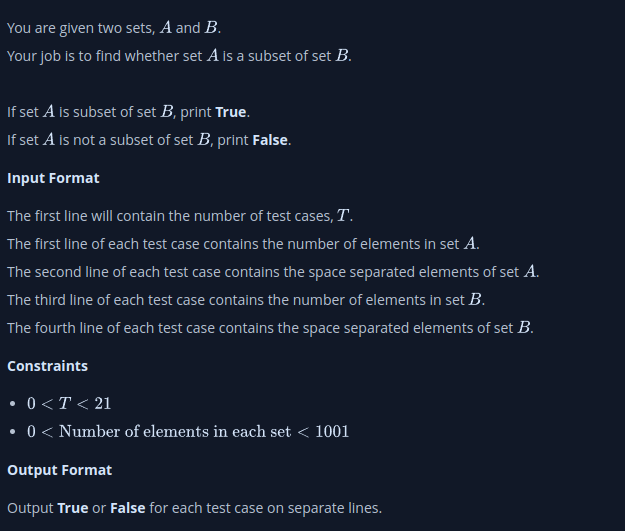 You are given two sets, A and B.
Your job is to find whether set A is a subset of set B.
If set A is subset of set B, print True.
If set A is not a subset of set B, print False.
Input Format
The first line will contain the number of test cases, T.
The first line of each test case contains the number of elements in set A.
The second line of each test case contains the space separated elements of set A.
The third line of each test case contains the number of elements in set B.
The fourth line of each test case contains the space separated elements of set B.
Constraints
• 0 < T < 21
• 0 < Number of elements in each set < 1001
Output Format
Output True or False for each test case on separate lines.